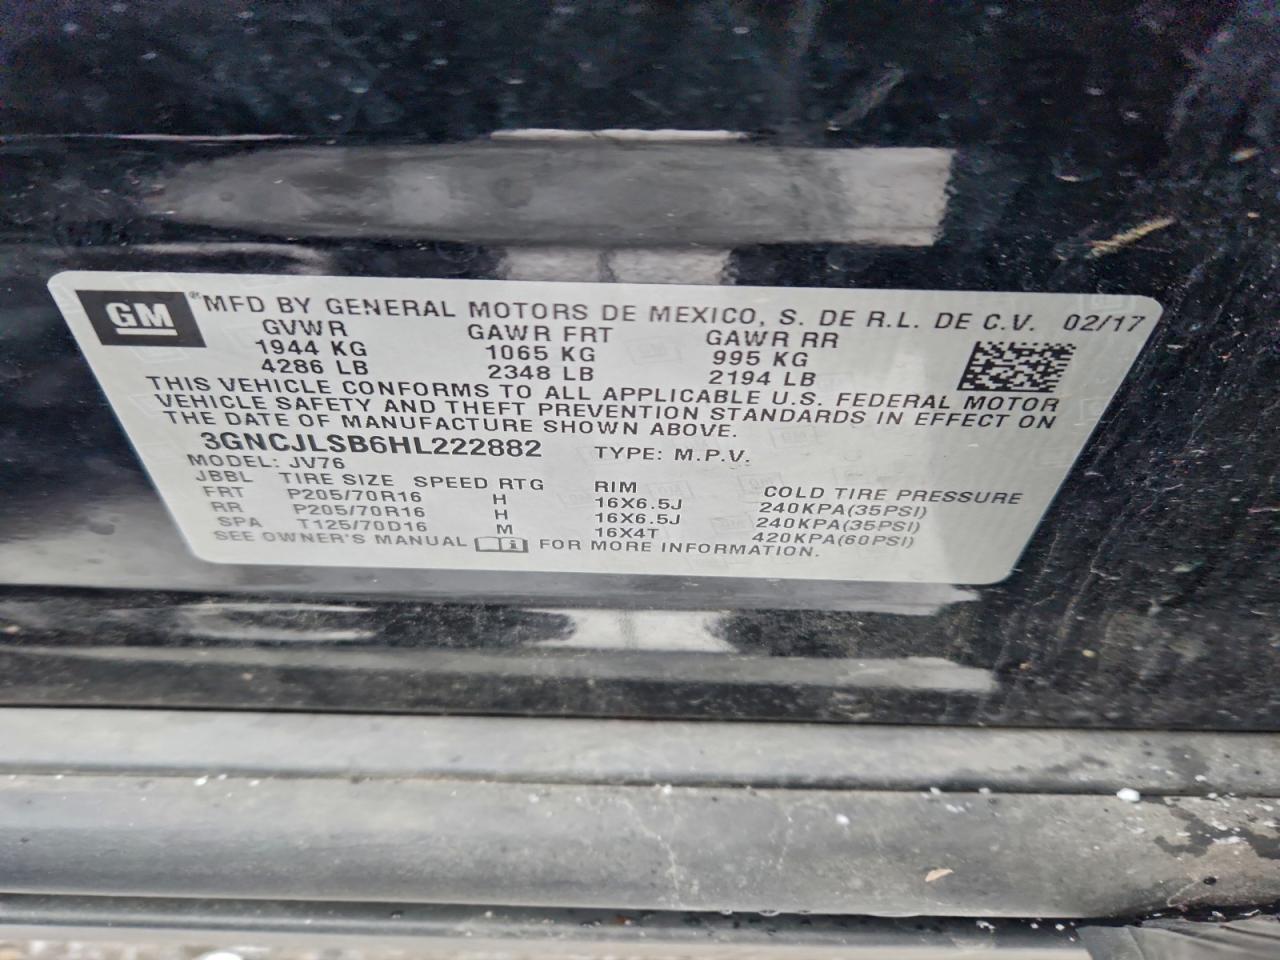 GM ®MFD BY GENERAL MOTORS DE MEXICO, S. DE R.L. DE C.V. 02/17
GVWR GAWR FRT GAWR RR
1944 KG 1065 KG 995 KG
4286 LB 2348 LB 2194 LB
THIS VEHICLE CONFORMS TO ALL APPLICABLE U.S. FEDERAL MOTOR
VEHICLE SAFETY AND THEFT PREVENTION STANDARDS IN EFFECT ON
THE DATE OF MANUFACTURE SHOWN ABOVE.
3GNCJLSB6HL222882 TYPE: M.P.V.
MODEL: JV76
JBBL TIRE SIZE SPEED RTG RIM COLD TIRE PRESSURE
FRT P205/70R16 H 16X6.5J 240KPA(35PSI)
RR P205/70R16 H 16X6.5J 240KPA(35PSI)
SPA T125/70D16 M 16X4T 420KPA(60PSI)
SEE OWNER'S MANUAL i FOR MORE INFORMATION.